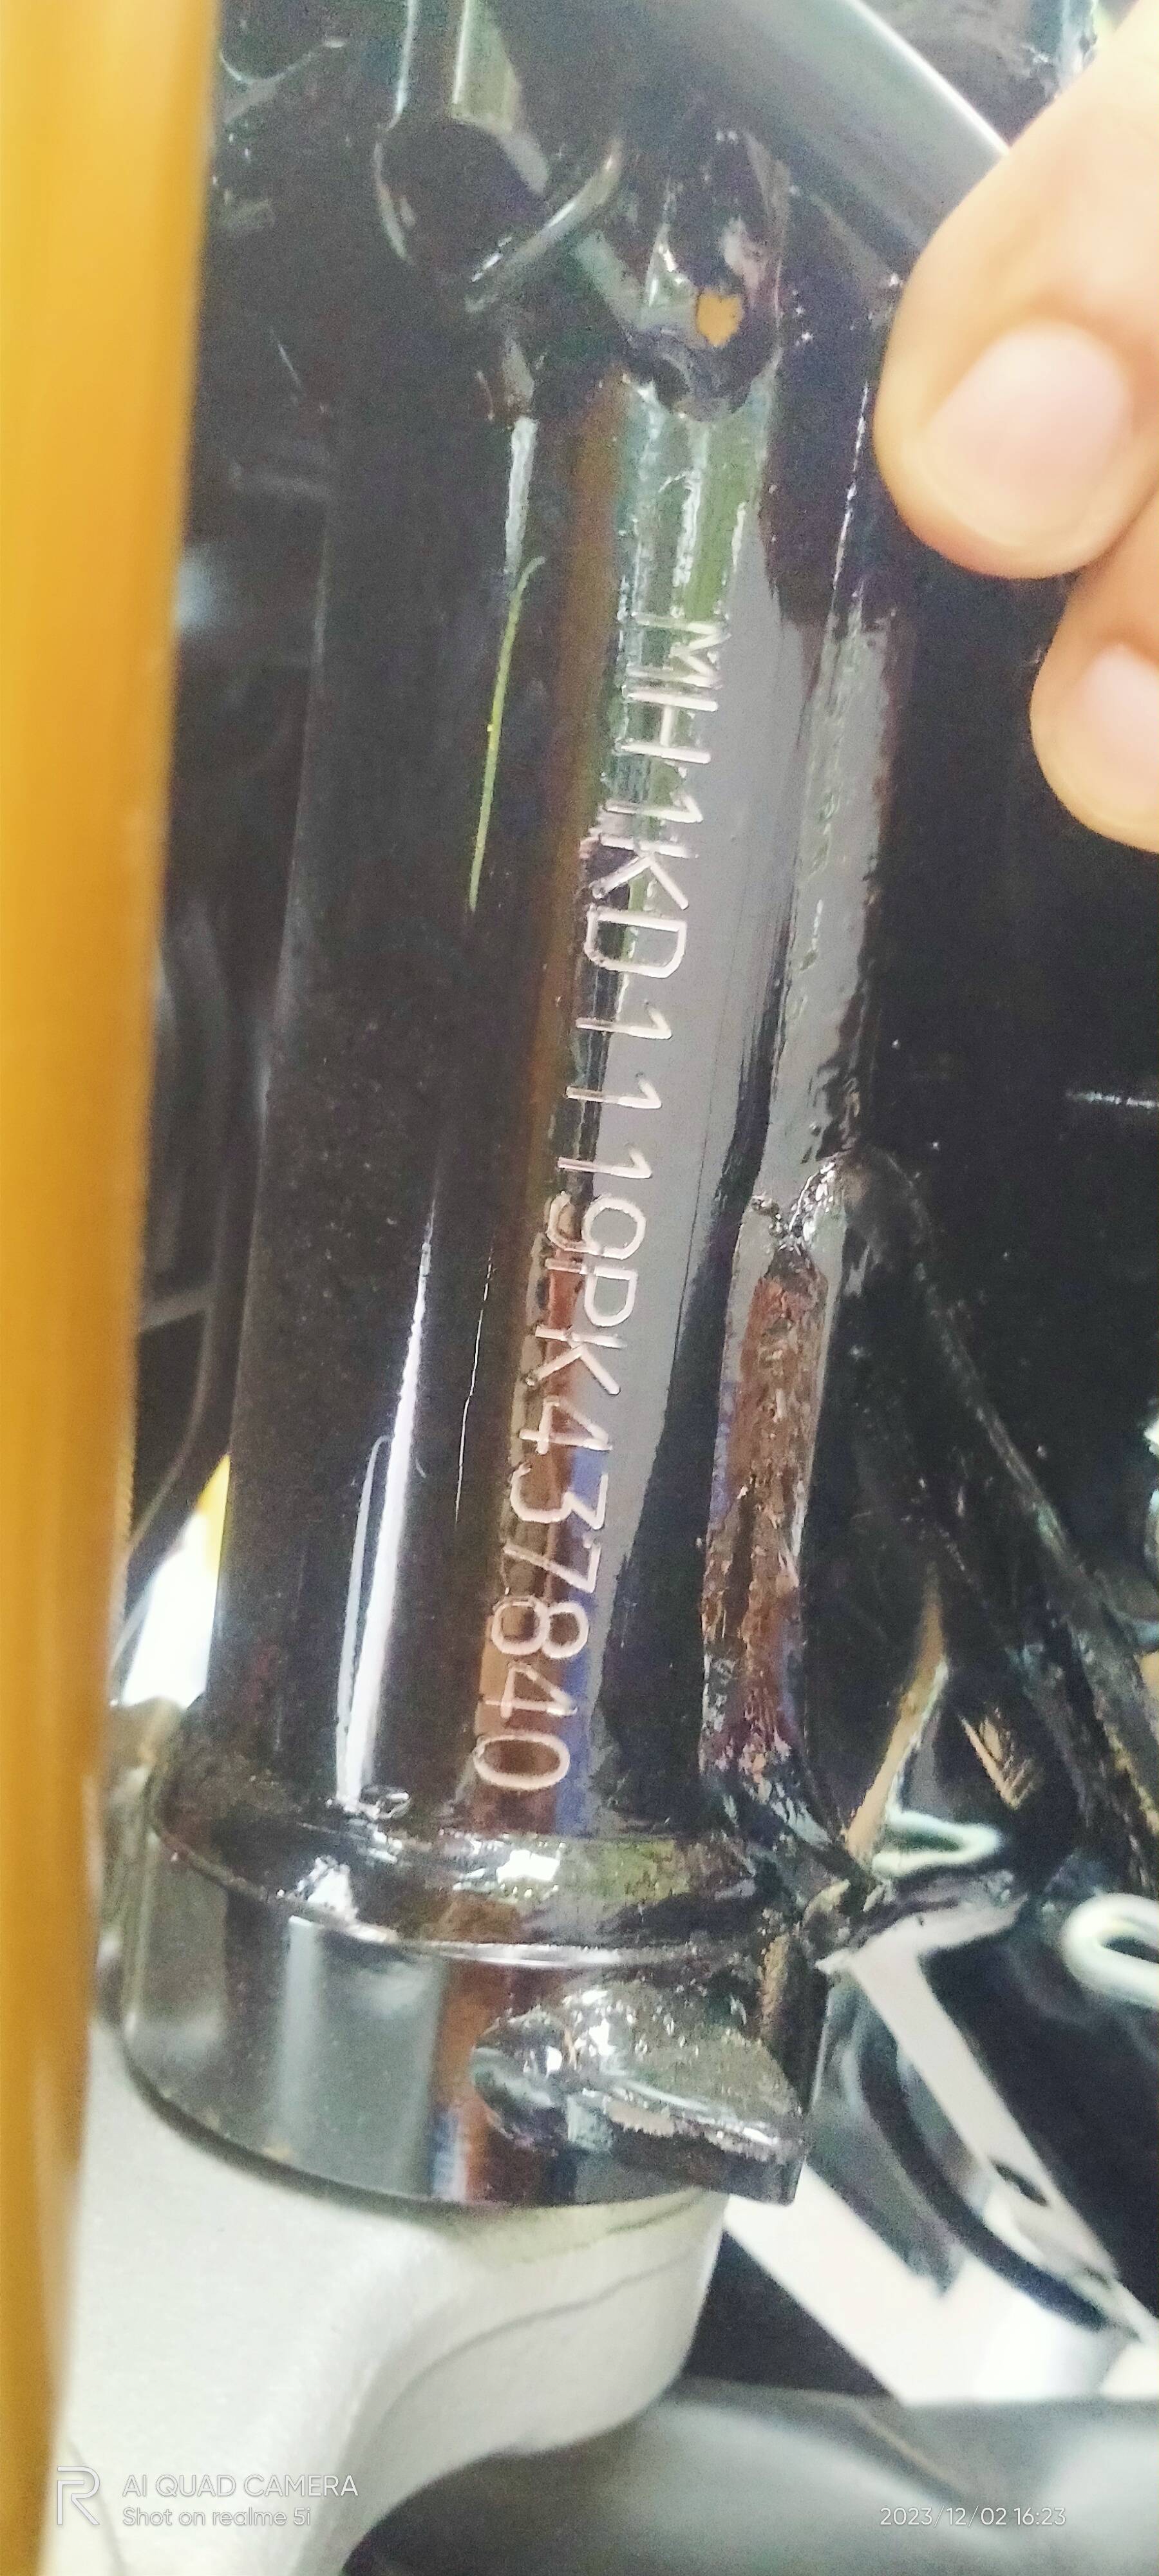 MH1KD1119PK437840
R AI QUAD CAMERA
Shot on realme 5i
2023/12/02 16:23